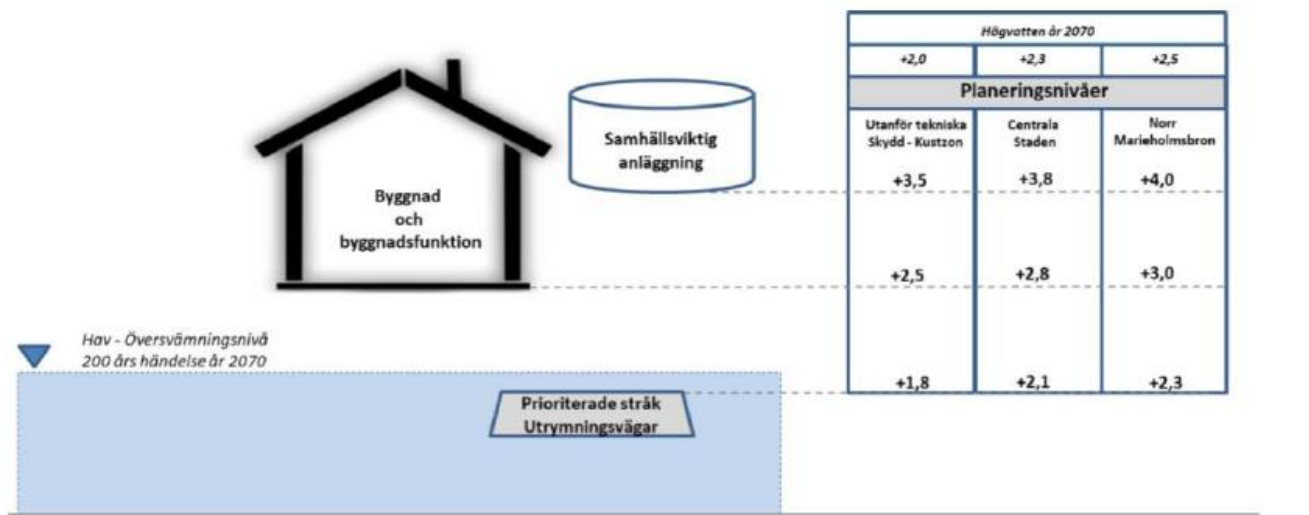 Högvatten år 2070
+2,0 +2,3 +2,5
Planeringsnivåer
Utanför tekniska
Skydd - Kustzon
Centrala
Staden
Norr
Marieholmsbron
+3,5 +3,8 +4,0
+2,5 +2,8 +3,0
+1,8 +2,1 +2,3
Samhällsviktig
anläggning
Byggnad
och
byggnadsfunktion
Hav - Översvämningsnivå
200 års händelse år 2070
Prioriterade stråk
Utrymningsvägar